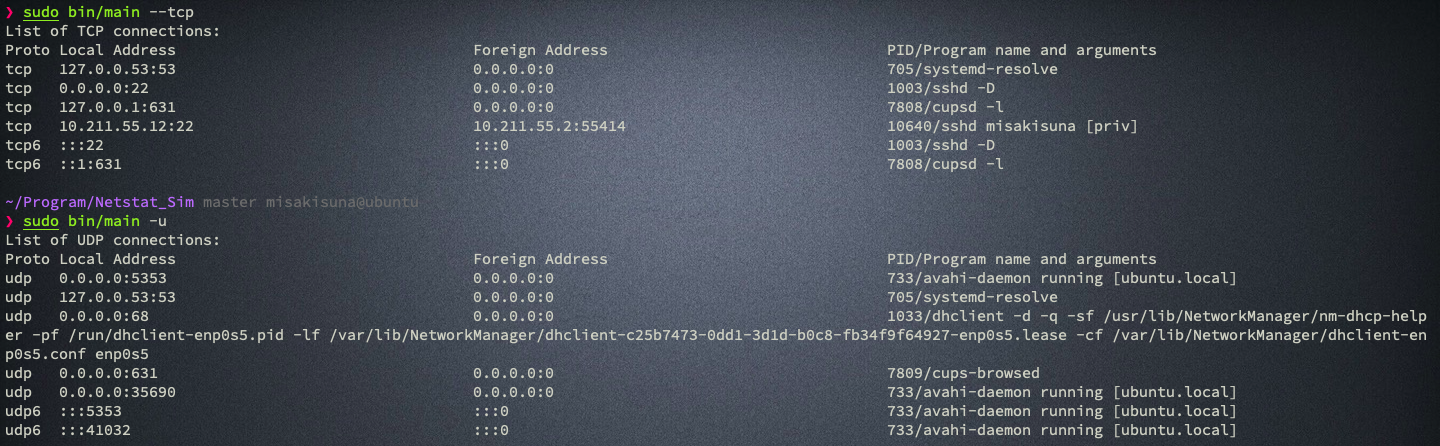 ❯ sudo bin/main --tcp
List of TCP connections:
Proto Local Address Foreign Address PID/Program name and arguments
tcp 127.0.0.53:53 0.0.0.0:0 705/systemd-resolve
tcp 0.0.0.0:22 0.0.0.0:0 1003/sshd -D
tcp 127.0.0.1:631 0.0.0.0:0 7808/cupsd -l
tcp 10.211.55.12:22 10.211.55.2:55414 10640/sshd misakisuna [priv]
tcp6 :::22 :::0 1003/sshd -D
tcp6 ::1:631 :::0 7808/cupsd -l
~/Program/Netstat_Sim master misakisuna@ubuntu
❯ sudo bin/main -u
List of UDP connections:
Proto Local Address Foreign Address PID/Program name and arguments
udp 0.0.0.0:5353 0.0.0.0:0 733/avahi-daemon running [ubuntu.local]
udp 127.0.0.53:53 0.0.0.0:0 705/systemd-resolve
udp 0.0.0.0:68 0.0.0.0:0 1033/dhclient -d -q -sf /usr/lib/NetworkManager/nm-dhcp-help
er -pf /run/dhclient-enp0s5.pid -lf /var/lib/NetworkManager/dhclient-c25b7473-0dd1-3d1d-b0c8-fb34f9f64927-enp0s5.lease -cf /var/lib/NetworkManager/dhclient-en
p0s5.conf enp0s5
udp 0.0.0.0:631 0.0.0.0:0 7809/cups-browsed
udp 0.0.0.0:35690 0.0.0.0:0 733/avahi-daemon running [ubuntu.local]
udp6 :::5353 :::0 733/avahi-daemon running [ubuntu.local]
udp6 :::41032 :::0 733/avahi-daemon running [ubuntu.local]